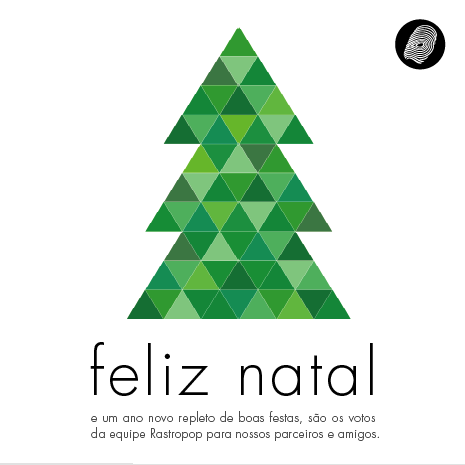 feliz natal
e um ano novo repleto de boas festas, são os votos
da equipe Rastropop para nossos parceiros e amigos.